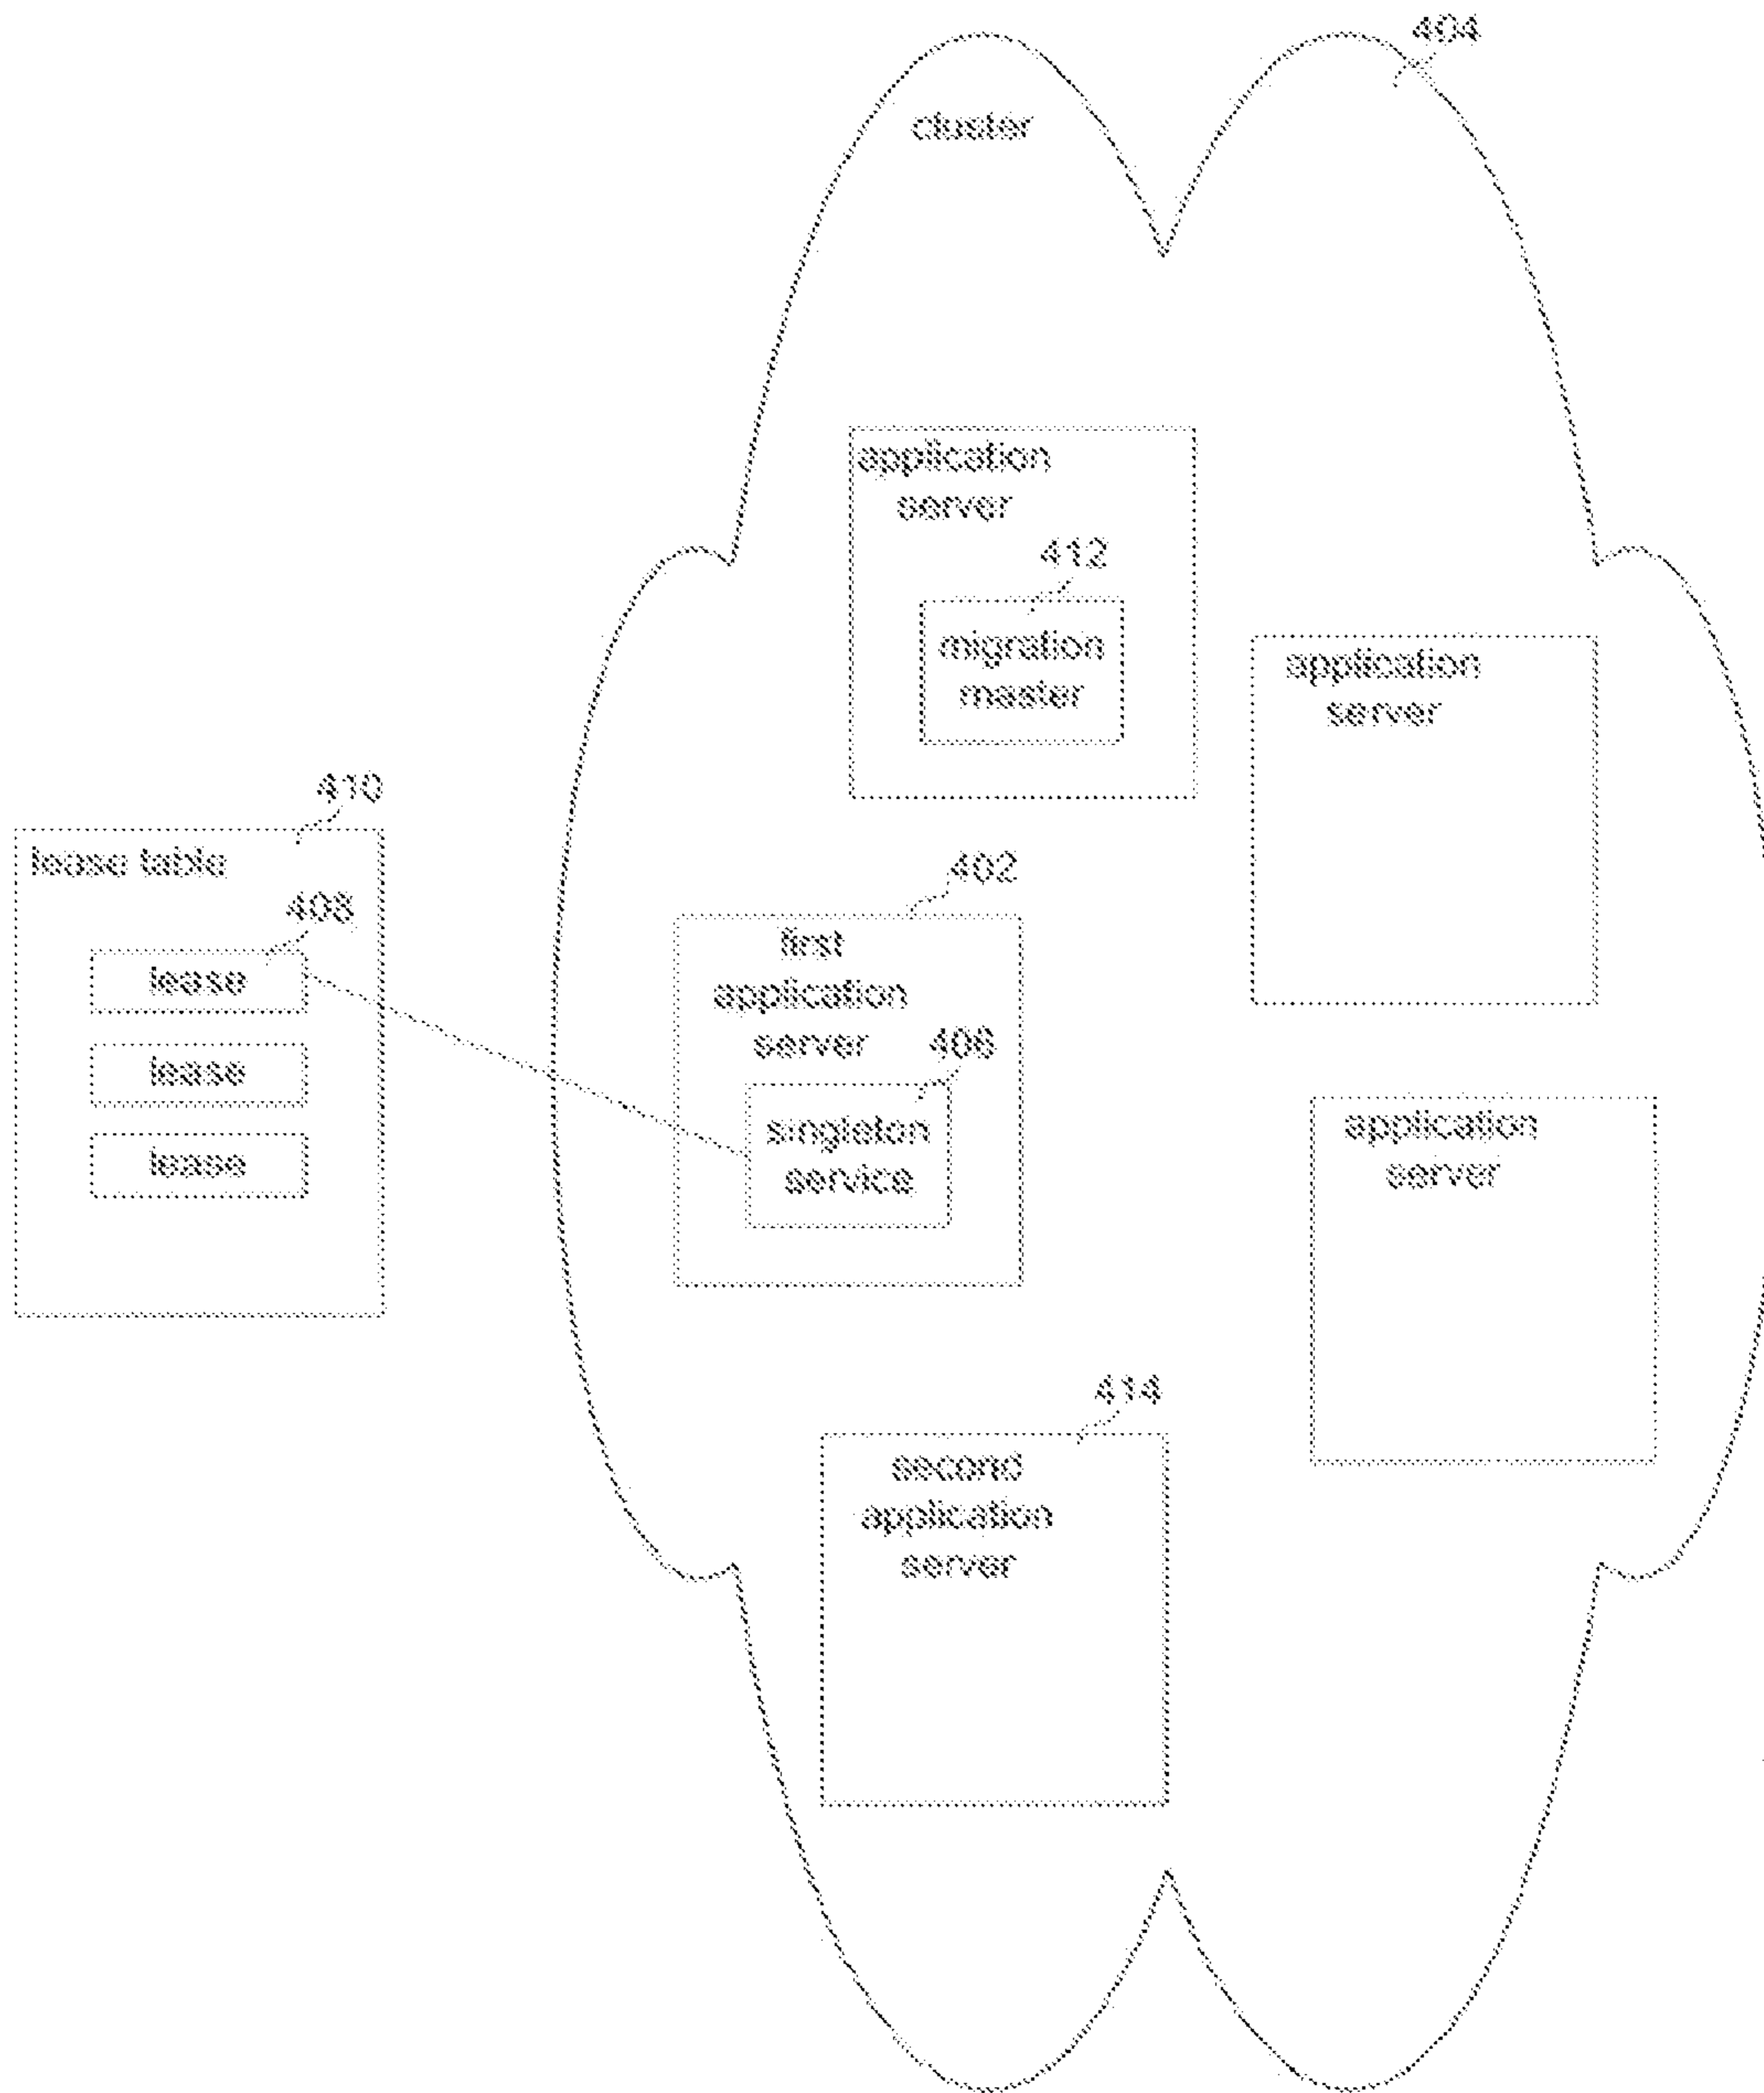 404
cluster
application
server
412
migration
master
application
server
410
lease table
408
lease
lease
lease
402
first
application
server
406
singleton
service
application
server
414
second
application
server